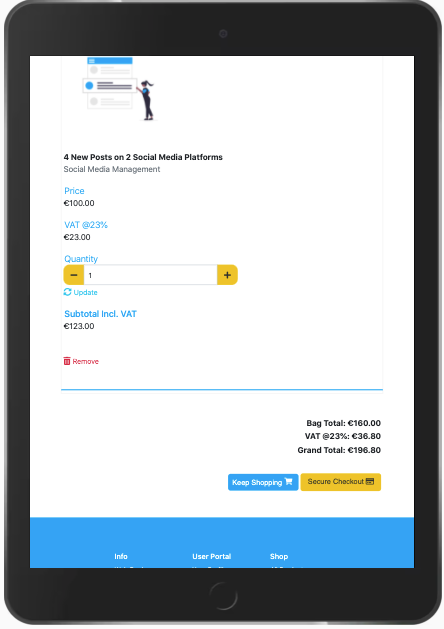 4 New Posts on 2 Social Media Platforms
Social Media Management
Price
€100.00
VAT @23%
€23.00
Quantity
− 1 +
Update
Subtotal Incl. VAT
€123.00
Remove
Bag Total: €160.00
VAT @23%: €36.80
Grand Total: €196.80
Keep Shopping
Secure Checkout
Info
User Portal
Shop